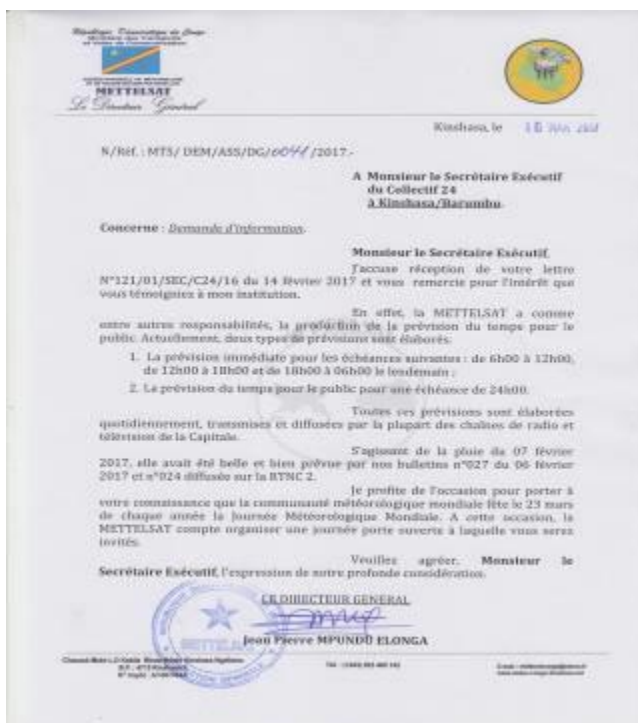 République Démocratique du Congo
METTELSAT
Le Directeur Général
Kinshasa, le
N/Réf. : MTS/ DEM/ASS/DG/0044/2017.-
A Monsieur le Secrétaire Exécutif
du Collectif 24
à Kinshasa/Barumbu.
Concerne : Demande d'information.
Monsieur le Secrétaire Exécutif,
J'accuse réception de votre lettre
N°121/01/SEC/C24/16 du 14 février 2017 et vous remercie pour l'intérêt que
vous témoigniez à mon institution.
En effet, la METTELSAT a comme
entre autres responsabilités, la production de la prévision du temps pour le
public. Actuellement, deux types de prévisions sont élaborés:
1. La prévision immédiate pour les échéances suivantes : de 6h00 à 12h00,
de 12h00 à 18h00 et de 18h00 à 06h00 le lendemain ;
2. La prévision du temps pour le public pour une échéance de 24h00.
Toutes ces prévisions sont élaborées
quotidiennement, transmises et diffusées par la plupart des chaînes de radio et
télévision de la Capitale.
S'agissant de la pluie du 07 février
2017, elle avait été belle et bien prévue par nos bulletins n°027 du 06 février
2017 et n°024 diffusée sur la RTNC 2.
Je profite de l'occasion pour porter à
votre connaissance que la communauté météorologique mondiale fête le 23 mars
de chaque année la Journée Météorologique Mondiale. A cette occasion, la
METTELSAT compte organiser une journée porte ouverte à laquelle vous serez
invités.
Veuillez agréer, Monsieur le
Secrétaire Exécutif, l'expression de notre profonde considération.
LE DIRECTEUR GENERAL
Jean Pierre MPUNDU ELONGA
METTELSAT